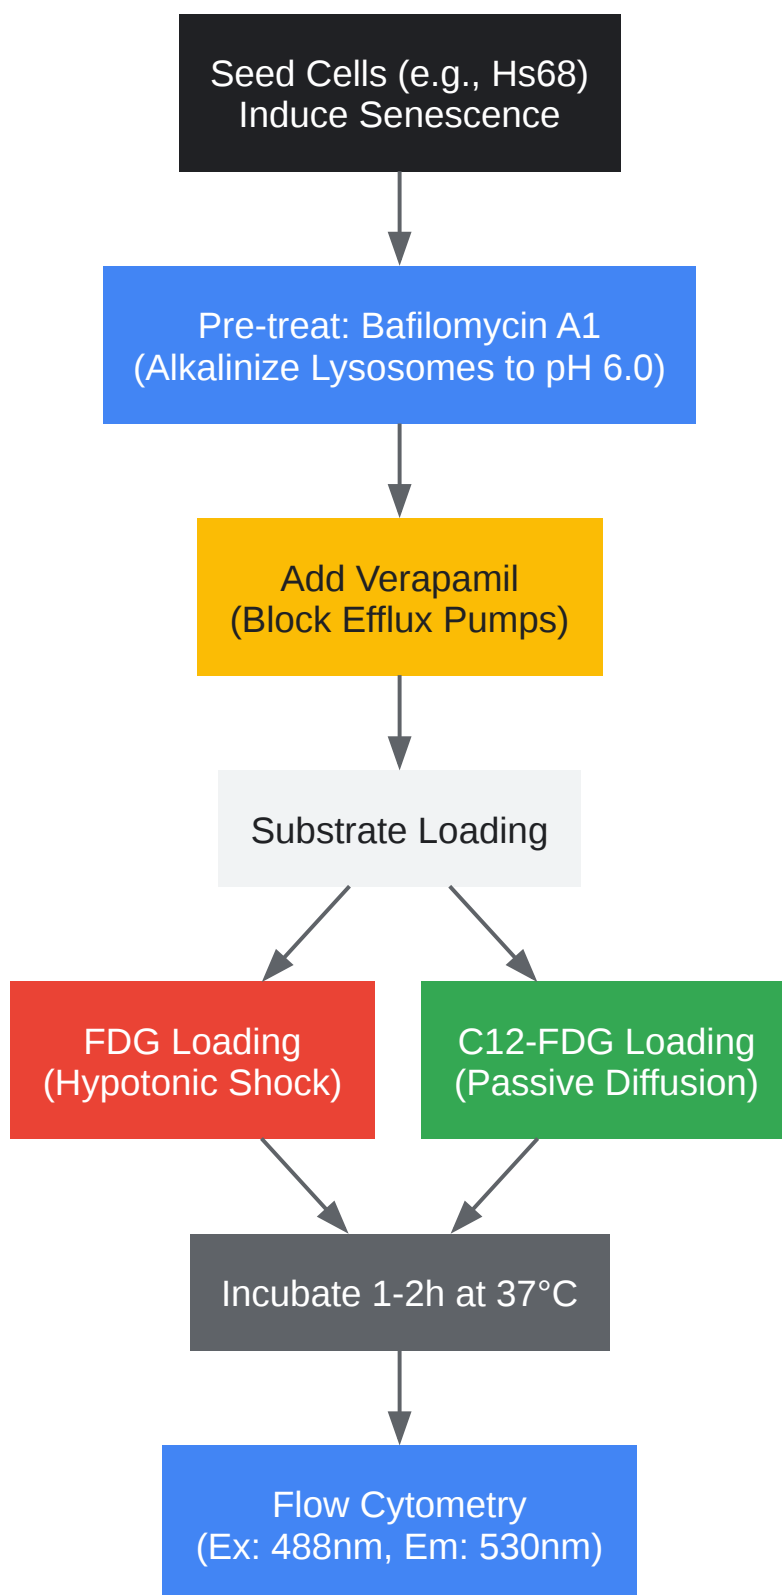 Seed Cells (e.g., Hs68)
Induce Senescence
Pre-treat: Bafilomycin A1
(Alkalinize Lysosomes to pH 6.0)
Add Verapamil
(Block Efflux Pumps)
Substrate Loading
FDG Loading
(Hypotonic Shock)
C12-FDG Loading
(Passive Diffusion)
Incubate 1-2h at 37°C
Flow Cytometry
(Ex: 488nm, Em: 530nm)